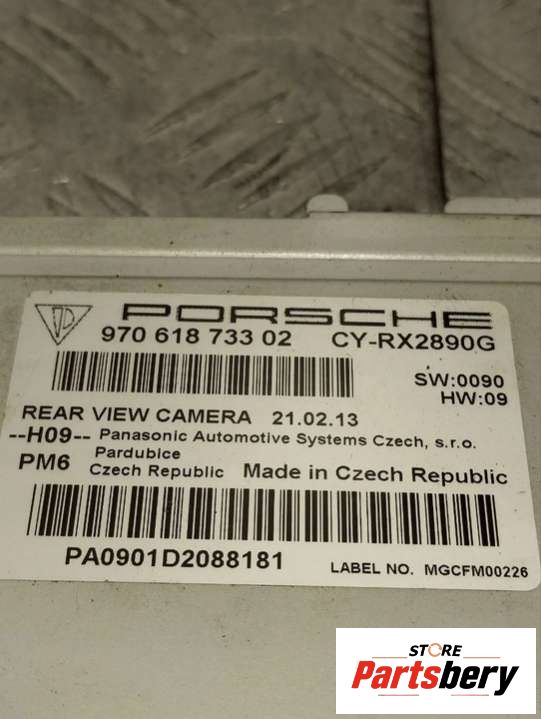 PORSCHE
970 618 733 02 CY-RX2890G
SW:0090
HW:09
REAR VIEW CAMERA 21.02.13
--H09-- Panasonic Automotive Systems Czech, s.r.o.
PM6 Pardubice
Czech Republic Made in Czech Republic
PA0901D2088181 LABEL NO. MGCFM00226
STORE
Partsbery